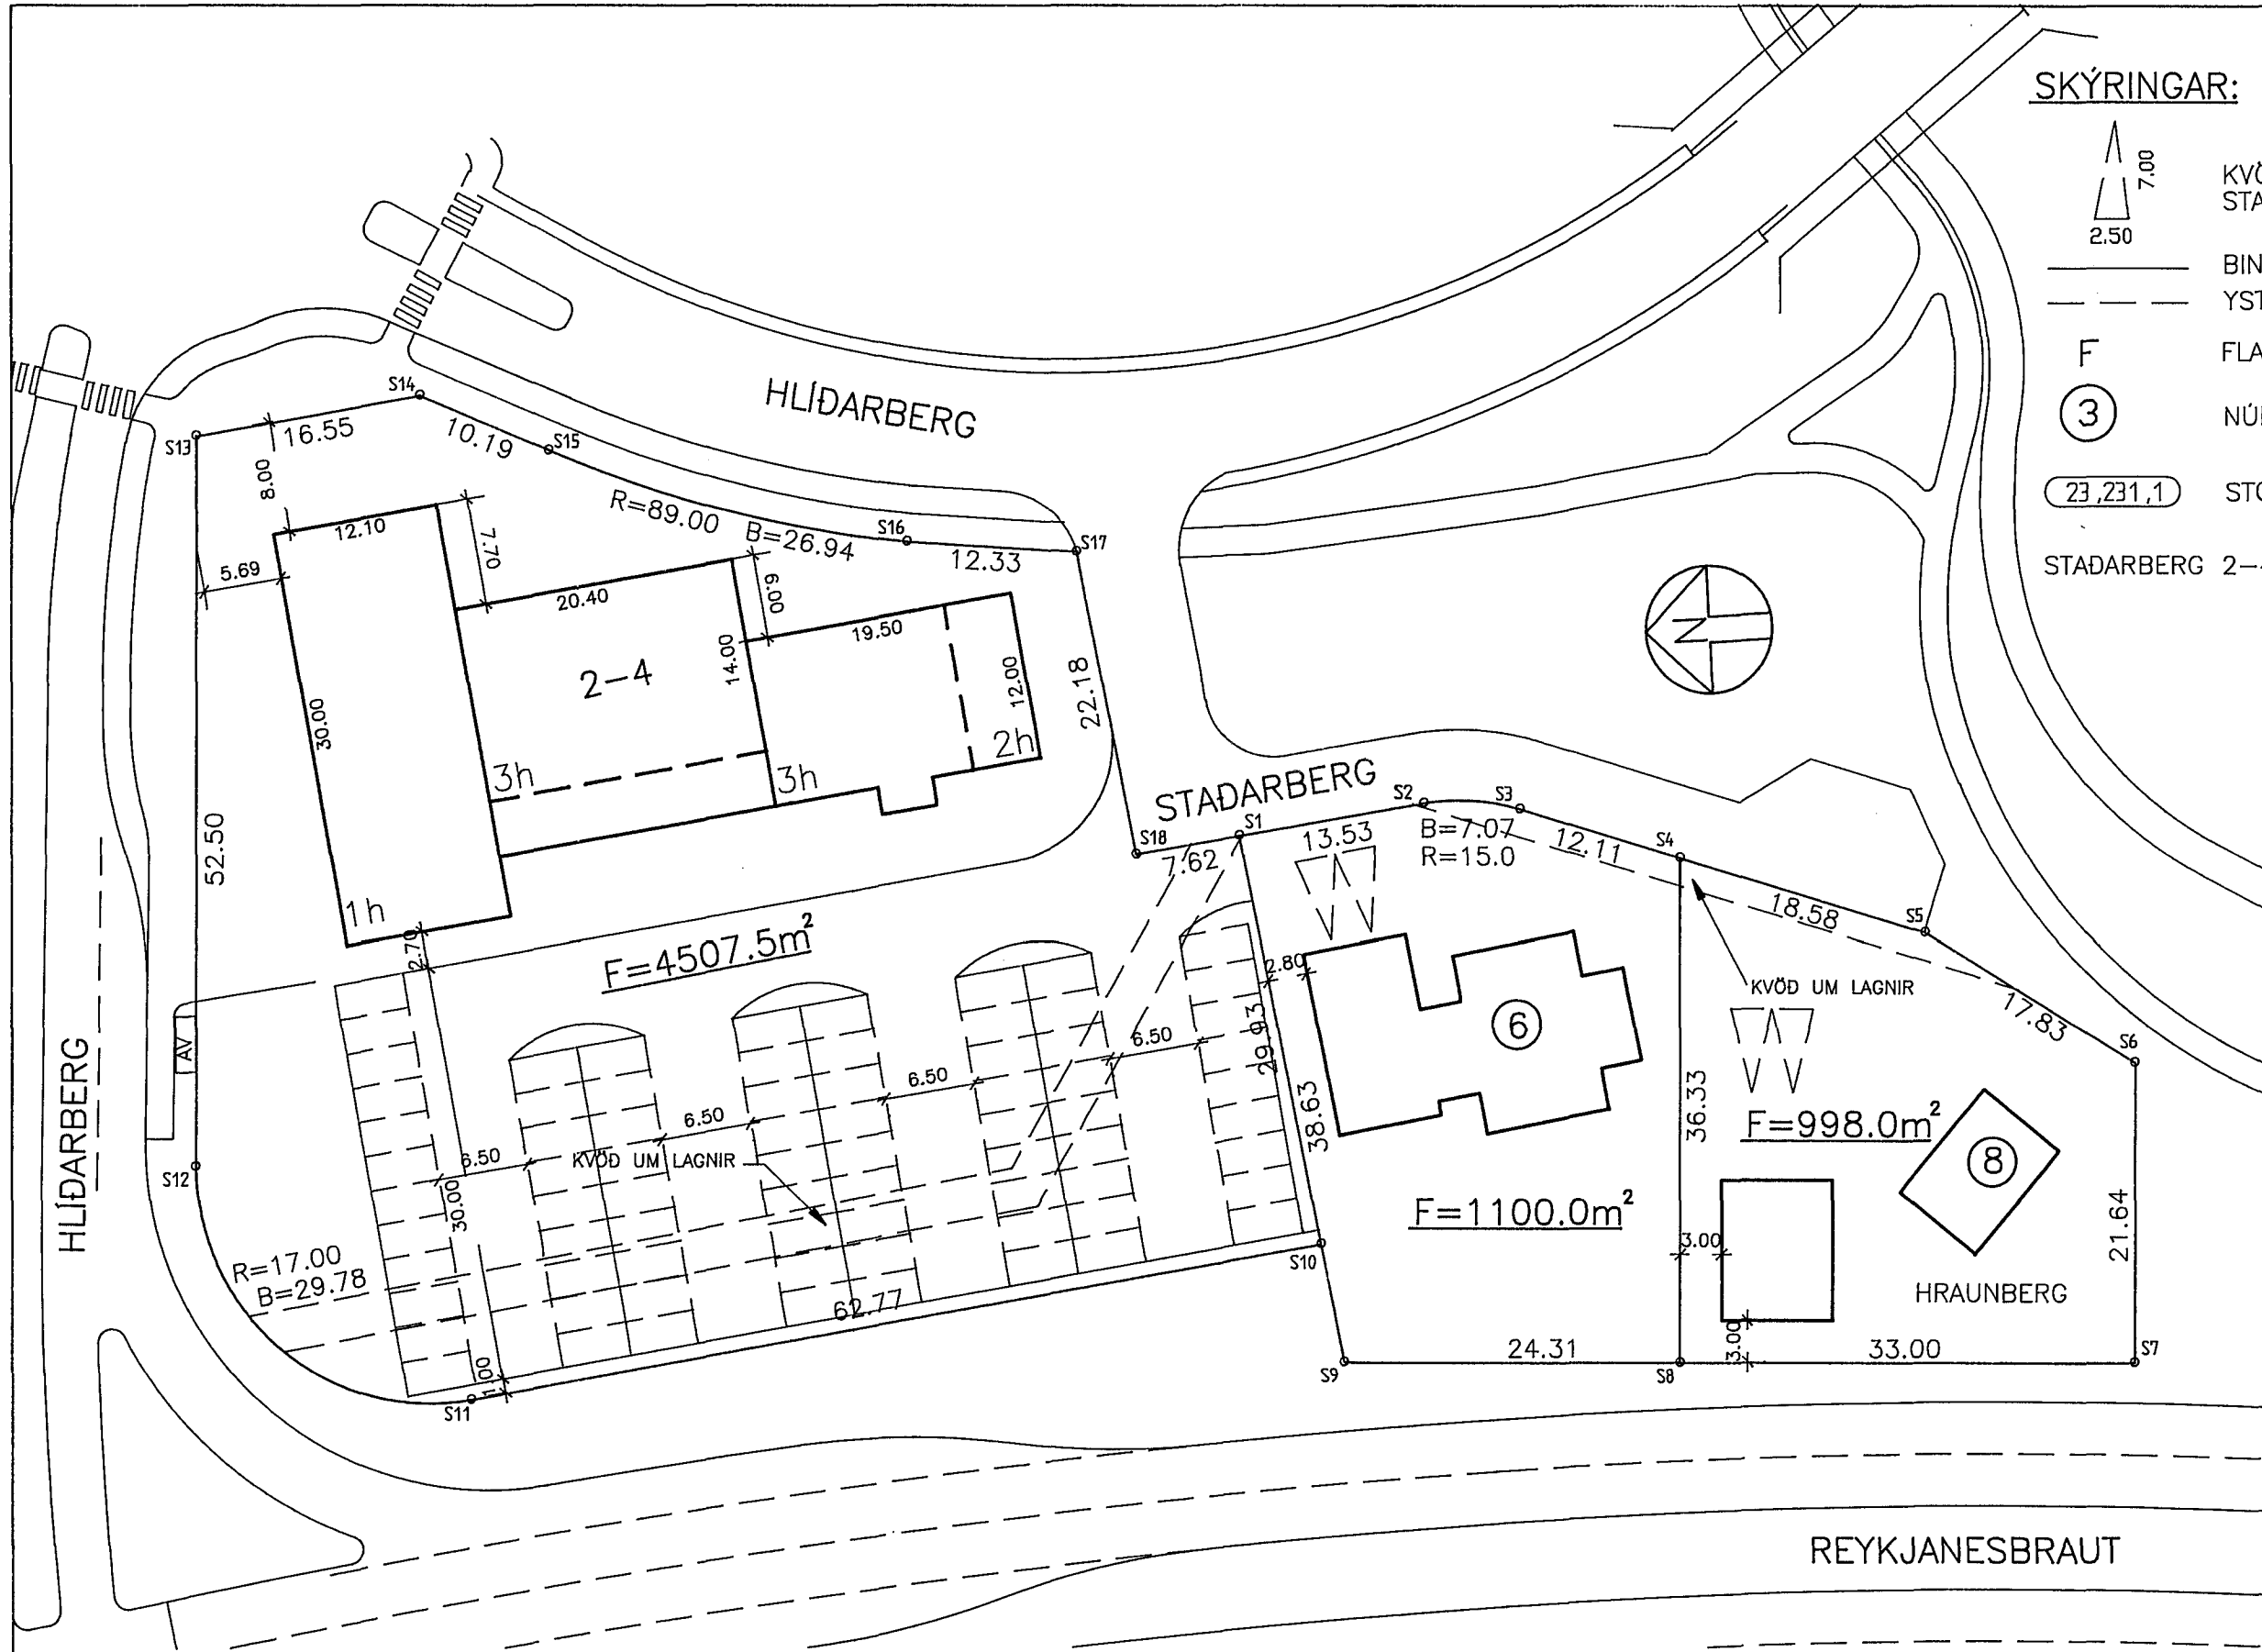 SKÝRINGAR:
7.00
2.50
KVÖ
STA
BIN
YST
F
FLA
3
NÚ
23,231,1
STÓ
STAÐARBERG 2-4
HLÍÐARBERG
S14
S13
16.55
10.19
S15
8.00
12.10
7.70
R=89.00
B=26.94
S16
S17
12.33
5.69
20.40
6.00
19.50
30.00
2-4
14.00
12.00
22.18
3h
3h
2h
52.50
1h
2.70
F=4507.5m²
STAÐARBERG
S18
7.62
S1
13.53
S2
S3
B=7.07
R=15.0
12.11
S4
18.58
S5
KVÖÐ UM LAGNIR
17.83
S6
2.80
29.93
38.63
6
36.33
F=998.0m²
8
21.64
F=1100.0m²
3.00
HRAUNBERG
3.00
24.31
33.00
S7
S8
S9
S10
HLÍÐARBERG
AV
S12
6.50
6.50
6.50
6.50
KVÖÐ UM LAGNIR
30.00
R=17.00
B=29.78
62.77
1.00
S11
N
REYKJANESBRAUT